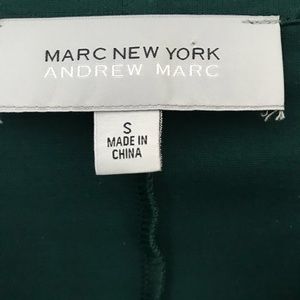 MARC NEW YORK
ANDREW MARC
S
MADE IN
CHINA